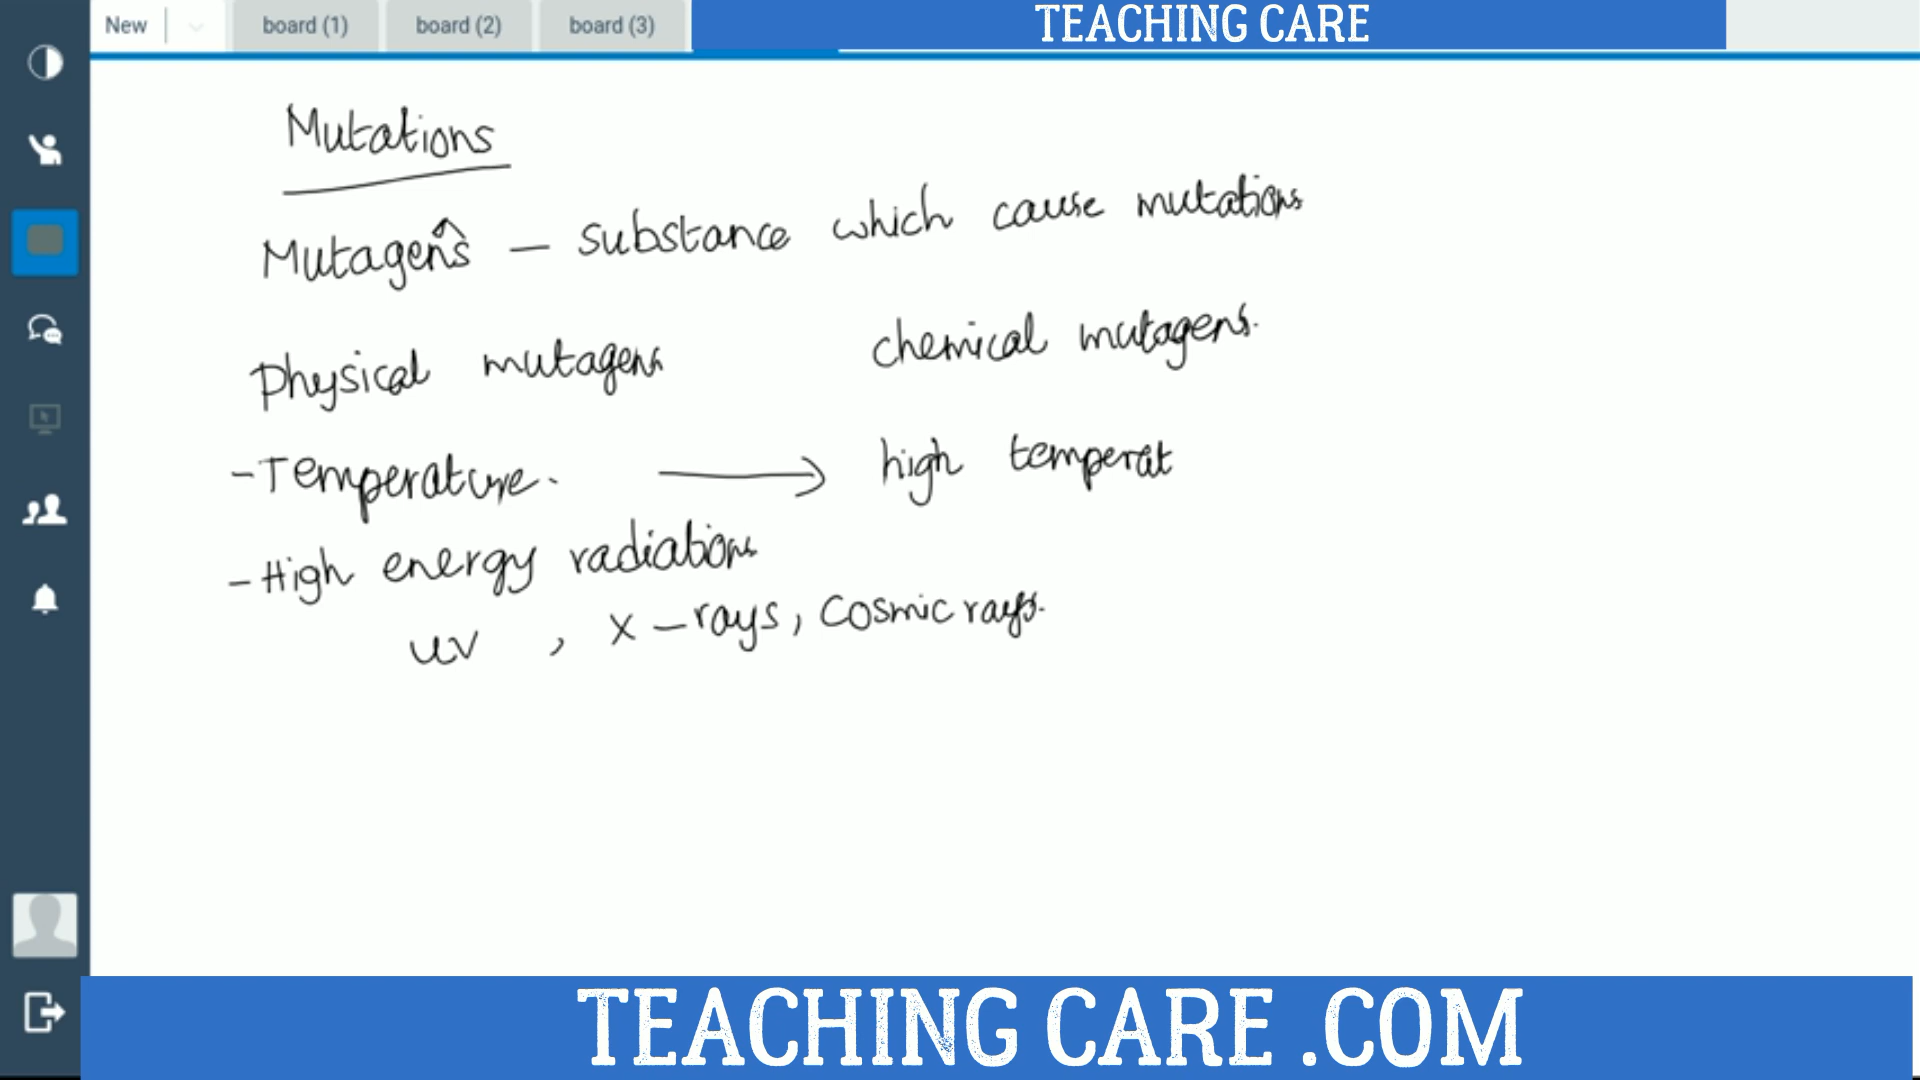 New board (1) board (2) board (3) TEACHING CARE
Mutations
Mutagens – substance which cause mutations
Physical mutagens chemical mutagens.
- Temperature. → high temperat
- High energy radiations
uv , x – rays, cosmic rays.
TEACHING CARE .COM